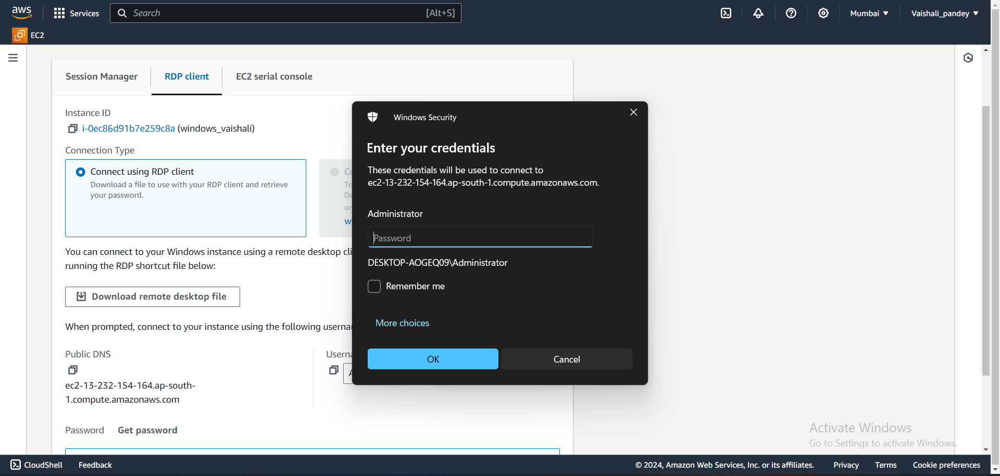 aws
Services
Search
[Alt+S]
Mumbai
Vaishali_pandey
EC2
Session Manager
RDP client
EC2 serial console
Instance ID
i-0ec86d91b7e259c8a (windows_vaishali)
Connection Type
Connect using RDP client
Download a file to use with your RDP client and retrieve
your password.
You can connect to your Windows instance using a remote desktop
running the RDP shortcut file below:
Download remote desktop file
When prompted, connect to your instance using the following
Public DNS
ec2-13-232-154-164.ap-south-
1.compute.amazonaws.com
Password
Get password
Windows Security
Enter your credentials
These credentials will be used to connect to
ec2-13-232-154-164.ap-south-1.compute.amazonaws.com.
Administrator
Password
DESKTOP-AOGEQ09\Administrator
Remember me
More choices
OK
Cancel
Activate Windows
Go to Settings to activate Windows.
CloudShell
Feedback
© 2024, Amazon Web Services, Inc. or its affiliates.
Privacy
Terms
Cookie preferences